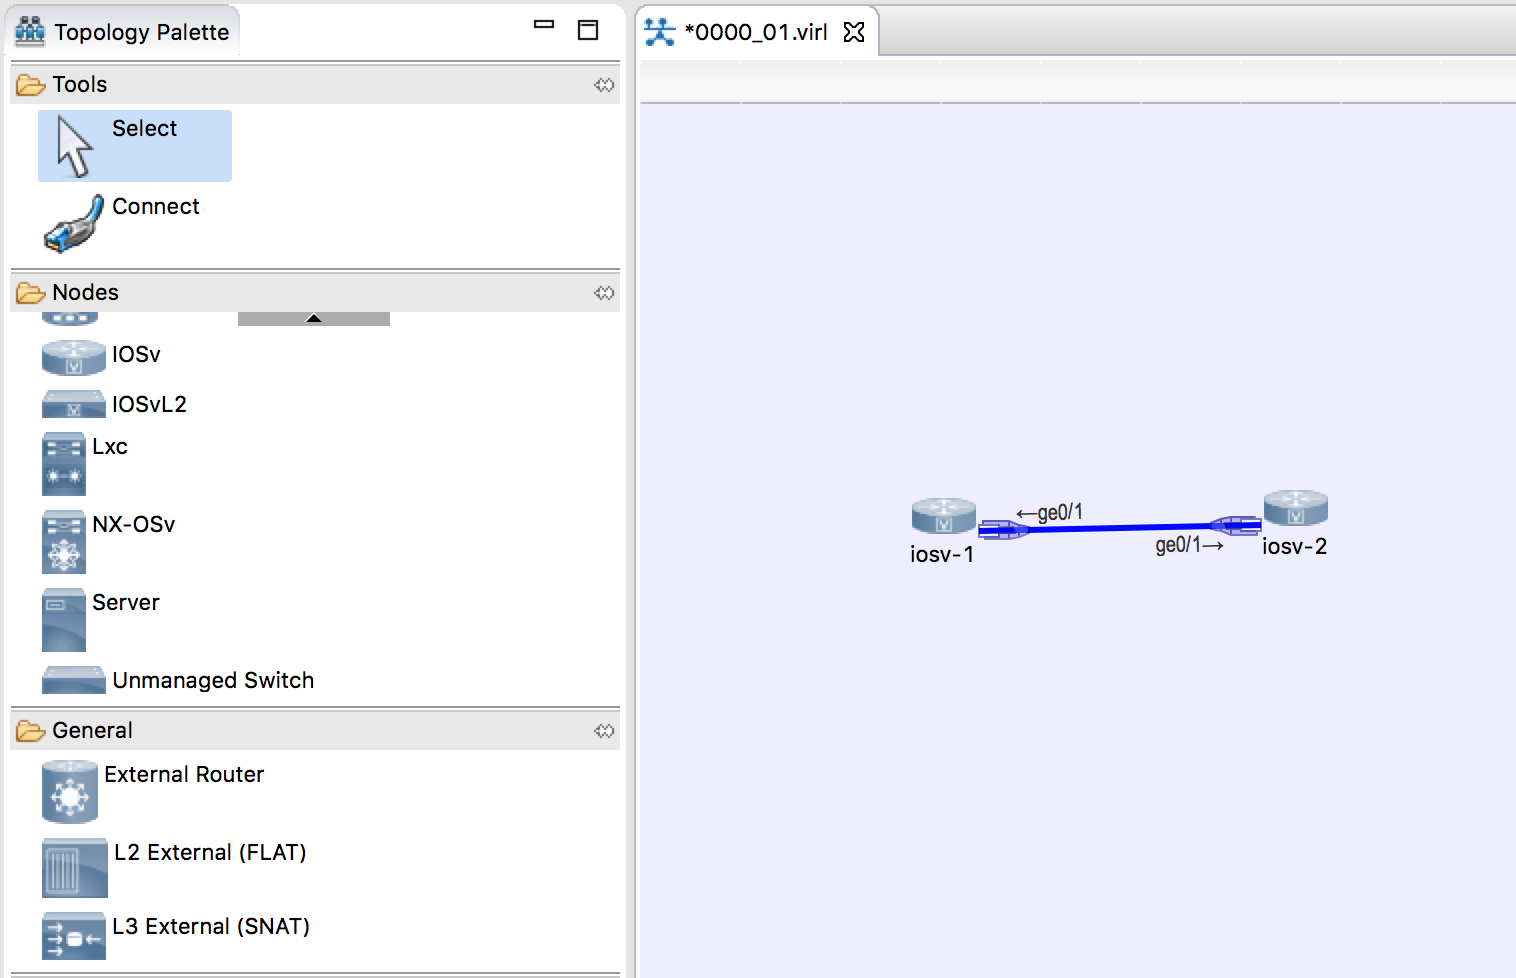 Topology Palette
*0000_01.virl
Tools
Select
Connect
Nodes
IOSv
IOSvL2
Lxc
NX-OSv
Server
Unmanaged Switch
General
External Router
L2 External (FLAT)
L3 External (SNAT)
←ge0/1
ge0/1→
iosv-1
iosv-2